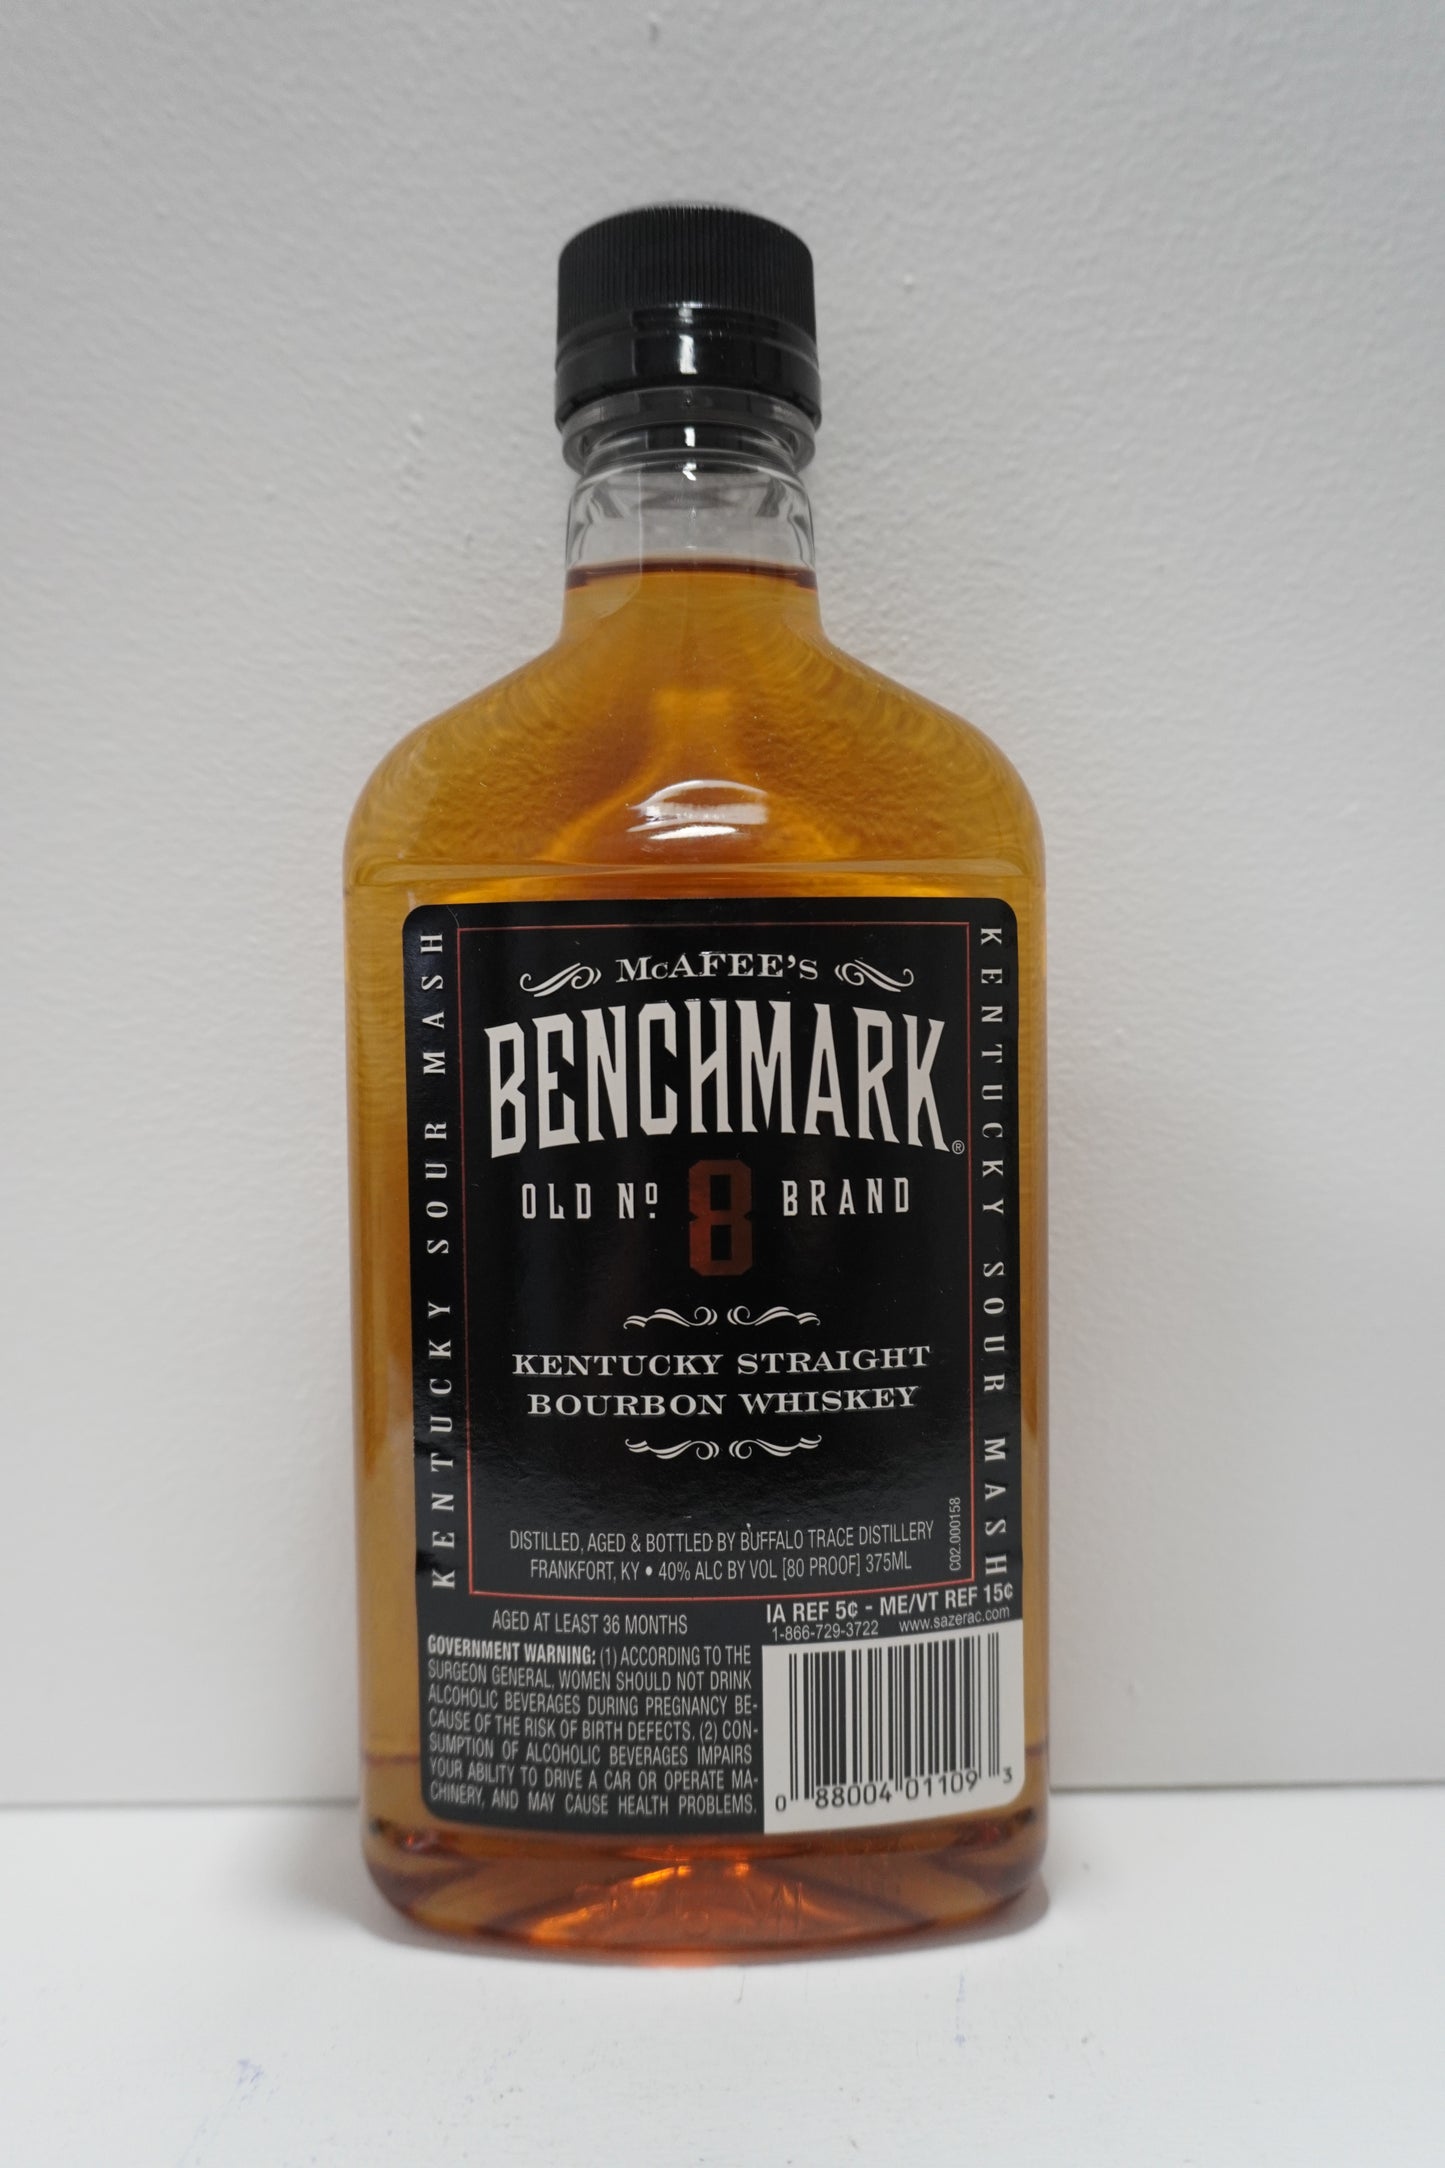 McAFEE'S
BENCHMARK®
OLD Nº 8 BRAND
KENTUCKY STRAIGHT
BOURBON WHISKEY
DISTILLED, AGED & BOTTLED BY BUFFALO TRACE DISTILLERY
FRANKFORT, KY • 40% ALC BY VOL [80 PROOF] 375ML
C02.000158
KENTUCKY SOUR MASH
KENTUCKY SOUR MASH
AGED AT LEAST 36 MONTHS
GOVERNMENT WARNING: (1) ACCORDING TO THE
SURGEON GENERAL, WOMEN SHOULD NOT DRINK
ALCOHOLIC BEVERAGES DURING PREGNANCY BE-
CAUSE OF THE RISK OF BIRTH DEFECTS. (2) CON-
SUMPTION OF ALCOHOLIC BEVERAGES IMPAIRS
YOUR ABILITY TO DRIVE A CAR OR OPERATE MA-
CHINERY, AND MAY CAUSE HEALTH PROBLEMS.
IA REF 5¢ - ME/VT REF 15¢
1-866-729-3722 www.sazerac.com
0 88004 01109 3